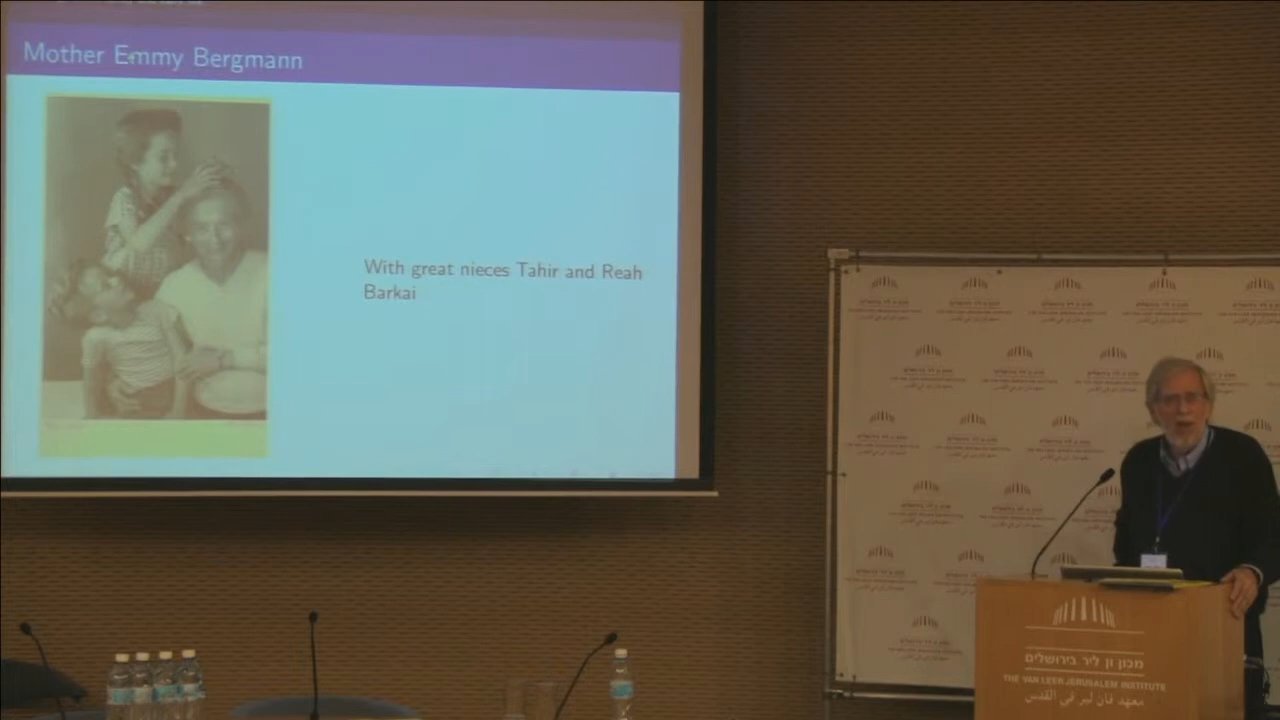 Mother Emmy Bergmann
With great nieces Tahir and Reah
Barkai
מכון ון ליר בירושלים
THE VAN LEER JERUSALEM INSTITUTE
معهد فان لير في القدس